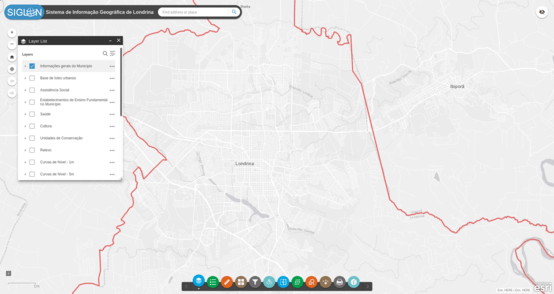 SIGLON Sistema de Informação Geográfica de Londrina
Find address or place
Layer List
Layers
Informações gerais do Município
Base de lotes urbanos
Assistência Social
Estabelecimentos de Ensino Fundamental
no Município
Saúde
Cultura
Unidades de Conservação
Relevo
Curvas de Nível - 1m
Curvas de Nível - 5m
Ibiporã
Londrina
esri